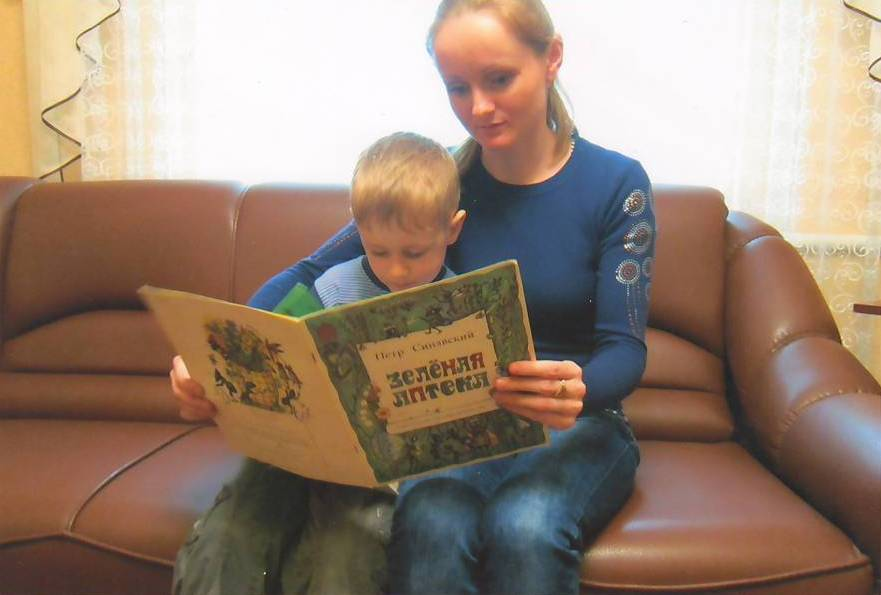 Петр Синявский
зелёная
аптека